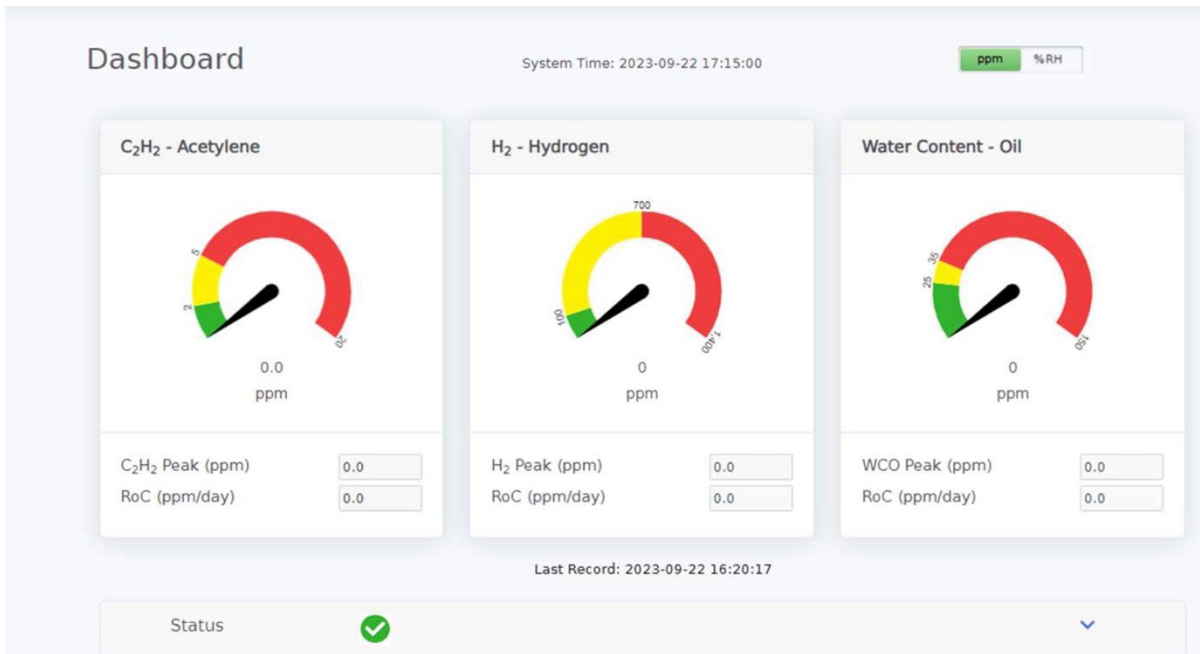 Dashboard
System Time: 2023-09-22 17:15:00
ppm %RH
C₂H₂ - Acetylene
2
5
20
0.0
ppm
C₂H₂ Peak (ppm) 0.0
RoC (ppm/day) 0.0
H₂ - Hydrogen
100
700
1,400
0
ppm
H₂ Peak (ppm) 0.0
RoC (ppm/day) 0.0
Water Content - Oil
25
35
150
0
ppm
WCO Peak (ppm) 0.0
RoC (ppm/day) 0.0
Last Record: 2023-09-22 16:20:17
Status